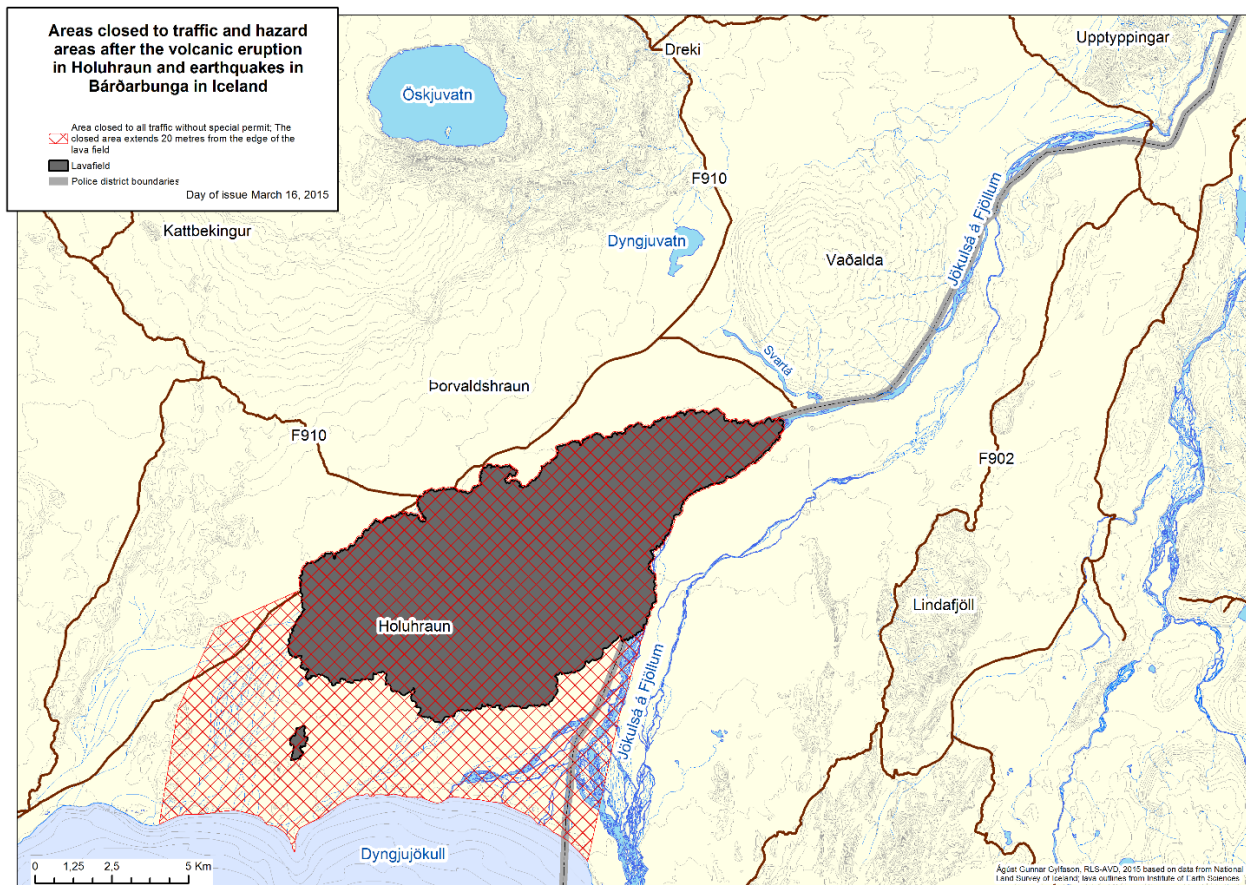 Areas closed to traffic and hazard
areas after the volcanic eruption
in Holuhraun and earthquakes in
Bárðarbunga in Iceland
Area closed to all traffic without special permit; The
closed area extends 20 metres from the edge of the
lava field
Lavafield
Police district boundaries
Day of issue March 16, 2015
Dreki
Upptyppingar
Öskjuvatn
F910
Kattbekingur
Dyngjuvatn
Vaðalda
Jökulsá á Fjöllum
Svartá
Þorvaldshraun
F910
F902
Lindafjöll
Holuhraun
Jökulsá á Fjöllum
Dyngjujökull
0 1,25 2,5 5 Km
Ágúst Gunnar Gylfason, RLS-AVD, 2015 based on data from National
Land Survey of Iceland; lava outlines from Institute of Earth Sciences